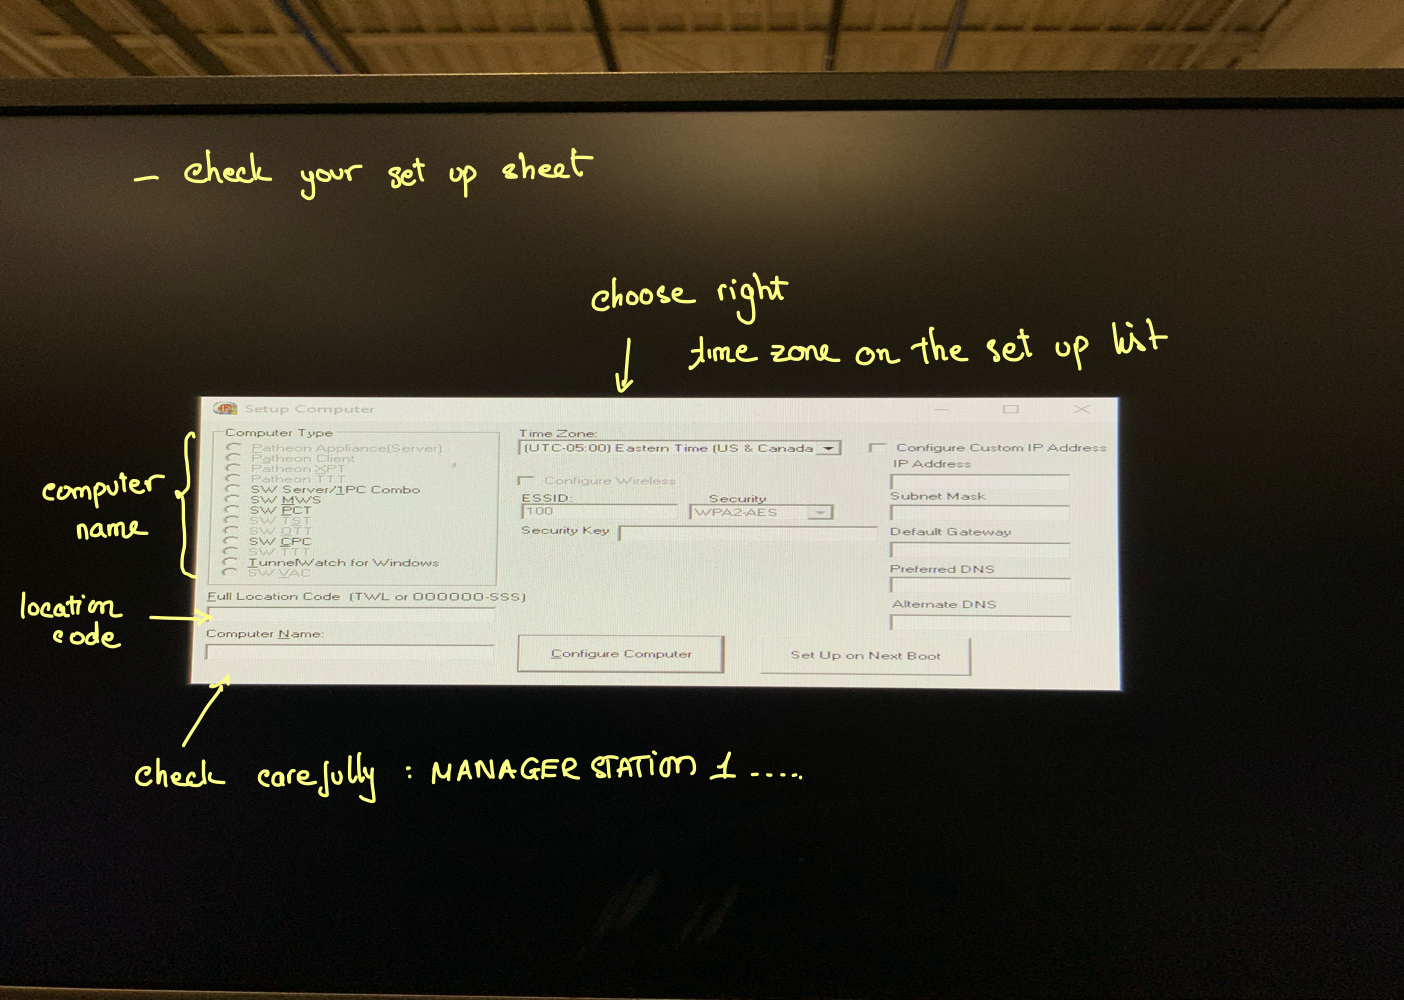 - check your set up sheet
choose right
time zone on the set up list
Setup Computer
Computer Type
Patheon Appliance(Server)
Patheon Client
Patheon XPT
Patheon TTT
SW Server/1PC Combo
SW MWS
SW PCT
SW TST
SW QTT
SW CPC
SW TTT
TunnelWatch for Windows
SW VAC
computer
name
Full Location Code (TWL or 000000-SSS)
location
code
Computer Name:
Time Zone:
(UTC-05:00) Eastern Time (US & Canada
Configure Wireless
ESSID:
Security
100
WPA2-AES
Security Key
Configure Computer
Set Up on Next Boot
Configure Custom IP Address
IP Address
Subnet Mask
Default Gateway
Preferred DNS
Alternate DNS
check carefully : MANAGER STATION 1 .....